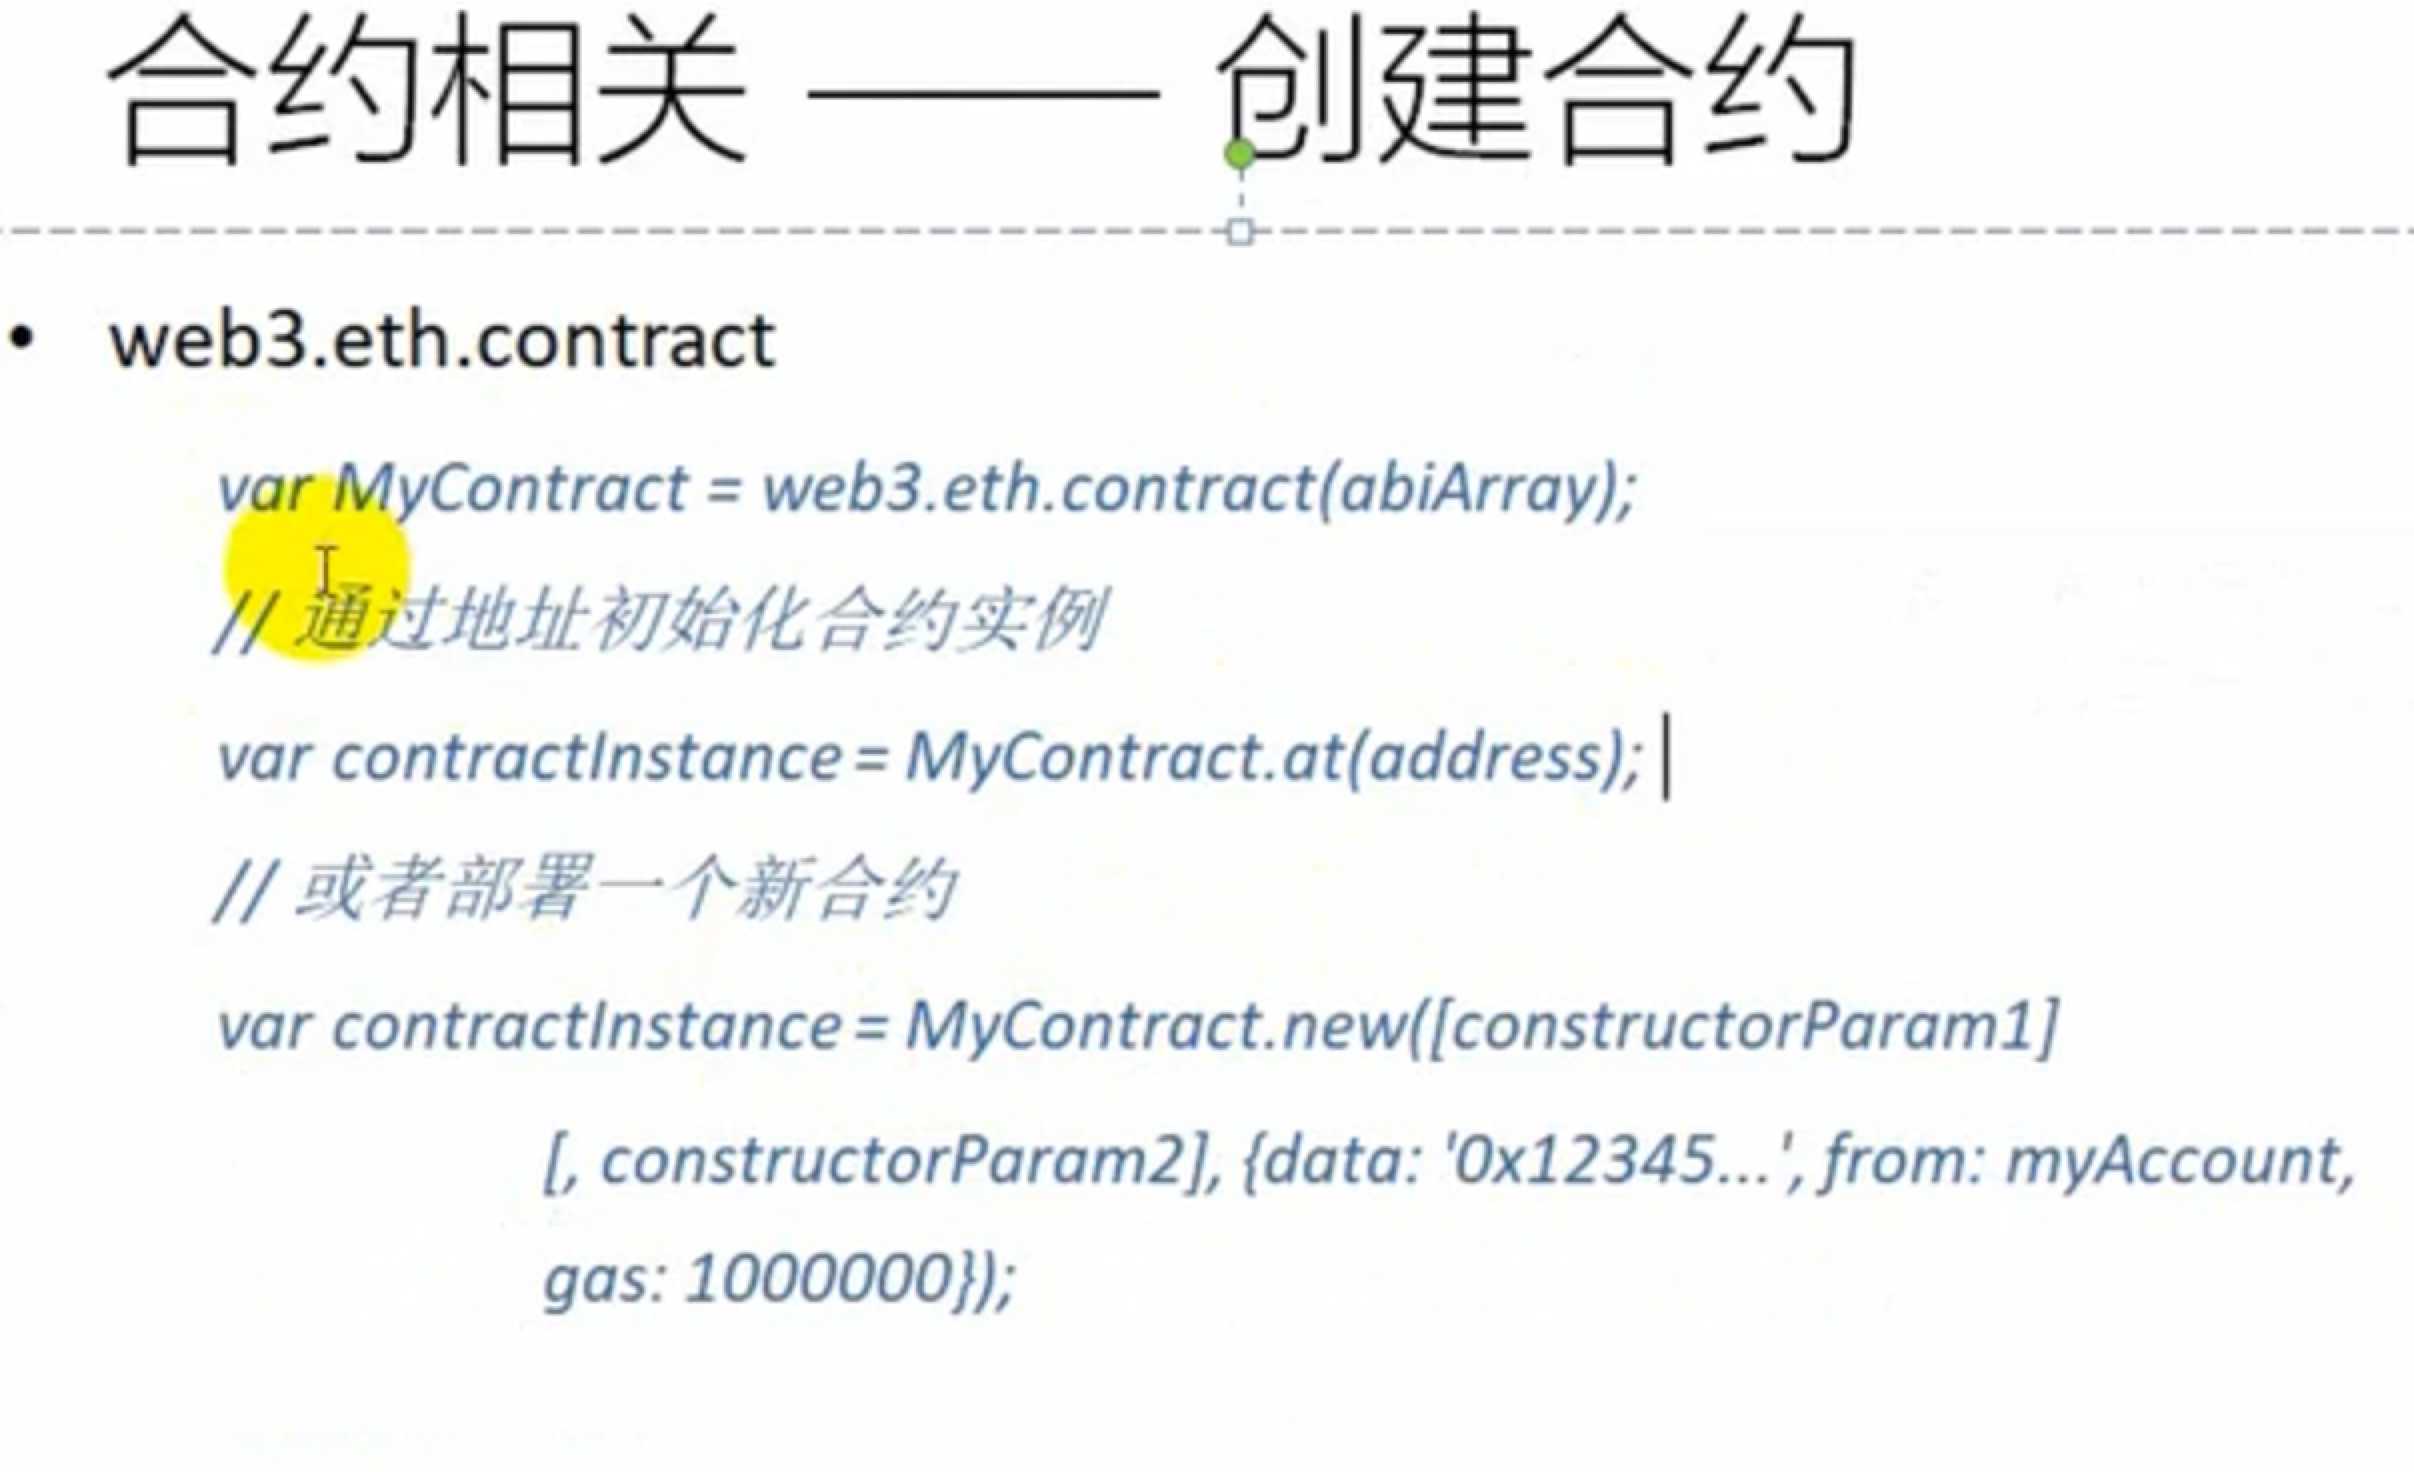 合约相关 ——— 创建合约
• web3.eth.contract
var MyContract = web3.eth.contract(abiArray);
// 通过地址初始化合约实例
var contractInstance = MyContract.at(address);
// 或者部署一个新合约
var contractInstance = MyContract.new([constructorParam1]
[, constructorParam2], {data: '0x12345...', from: myAccount,
gas: 1000000});